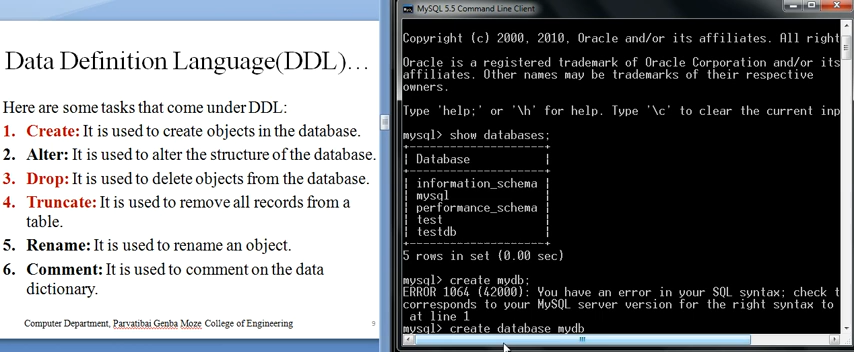 Data Definition Language(DDL)…
Here are some tasks that come under DDL:
1. Create: It is used to create objects in the database.
2. Alter: It is used to alter the structure of the database.
3. Drop: It is used to delete objects from the database.
4. Truncate: It is used to remove all records from a
table.
5. Rename: It is used to rename an object.
6. Comment: It is used to comment on the data
dictionary.
Computer Department, Parvatibai Genba Moze College of Engineering
9
MySQL 5.5 Command Line Client
Copyright (c) 2000, 2010, Oracle and/or its affiliates. All right
Oracle is a registered trademark of Oracle Corporation and/or its
affiliates. Other names may be trademarks of their respective
owners.
Type 'help;' or '\h' for help. Type '\c' to clear the current inp
mysql> show databases;
+--------------------+
| Database           |
+--------------------+
| information_schema |
| mysql              |
| performance_schema |
| test               |
| testdb             |
+--------------------+
5 rows in set (0.00 sec)
mysql> create mydb;
ERROR 1064 (42000): You have an error in your SQL syntax; check t
corresponds to your MySQL server version for the right syntax to
at line 1
mysql> create database mydb